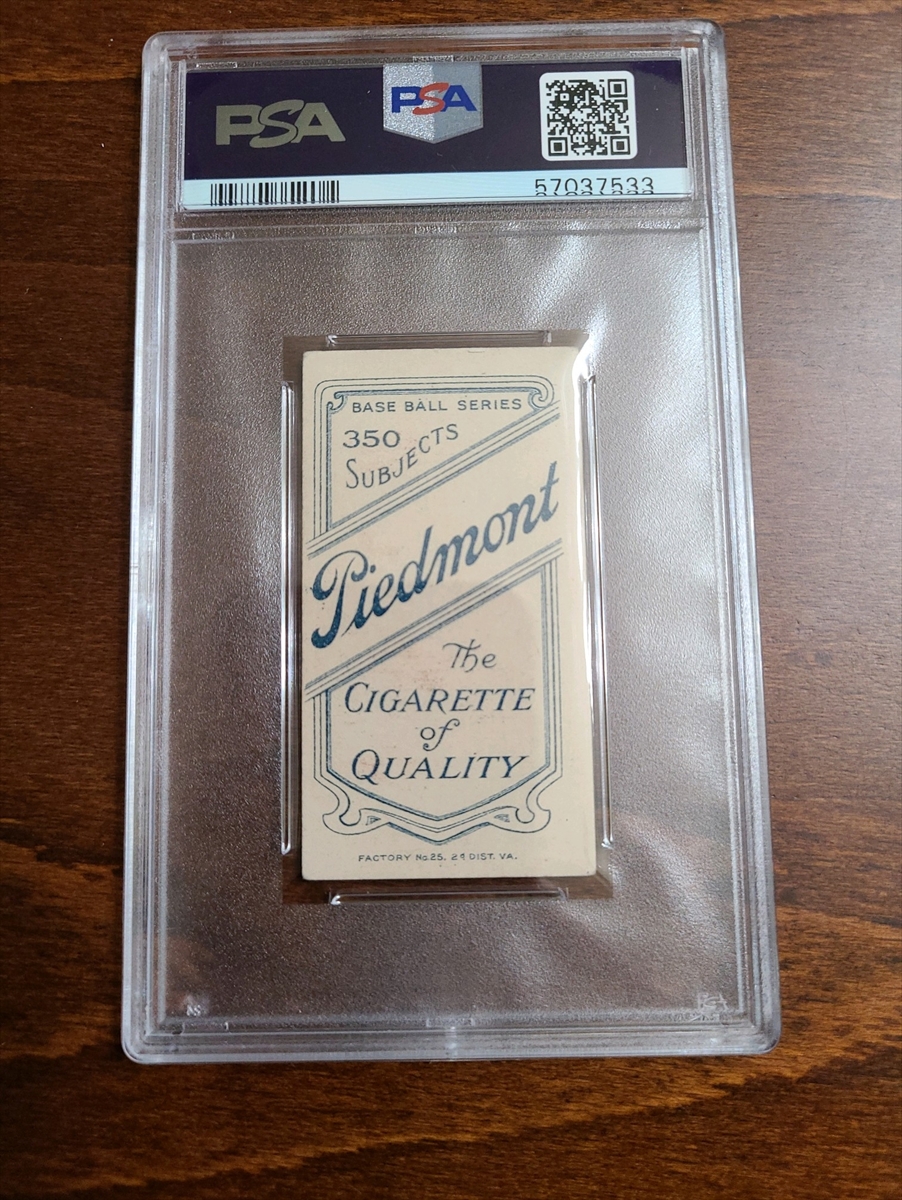 PSA
PSA
57037533
BASE BALL SERIES
350
SUBJECTS
Piedmont
The
CIGARETTE
of
QUALITY
FACTORY No 25. 2d DIST. VA.